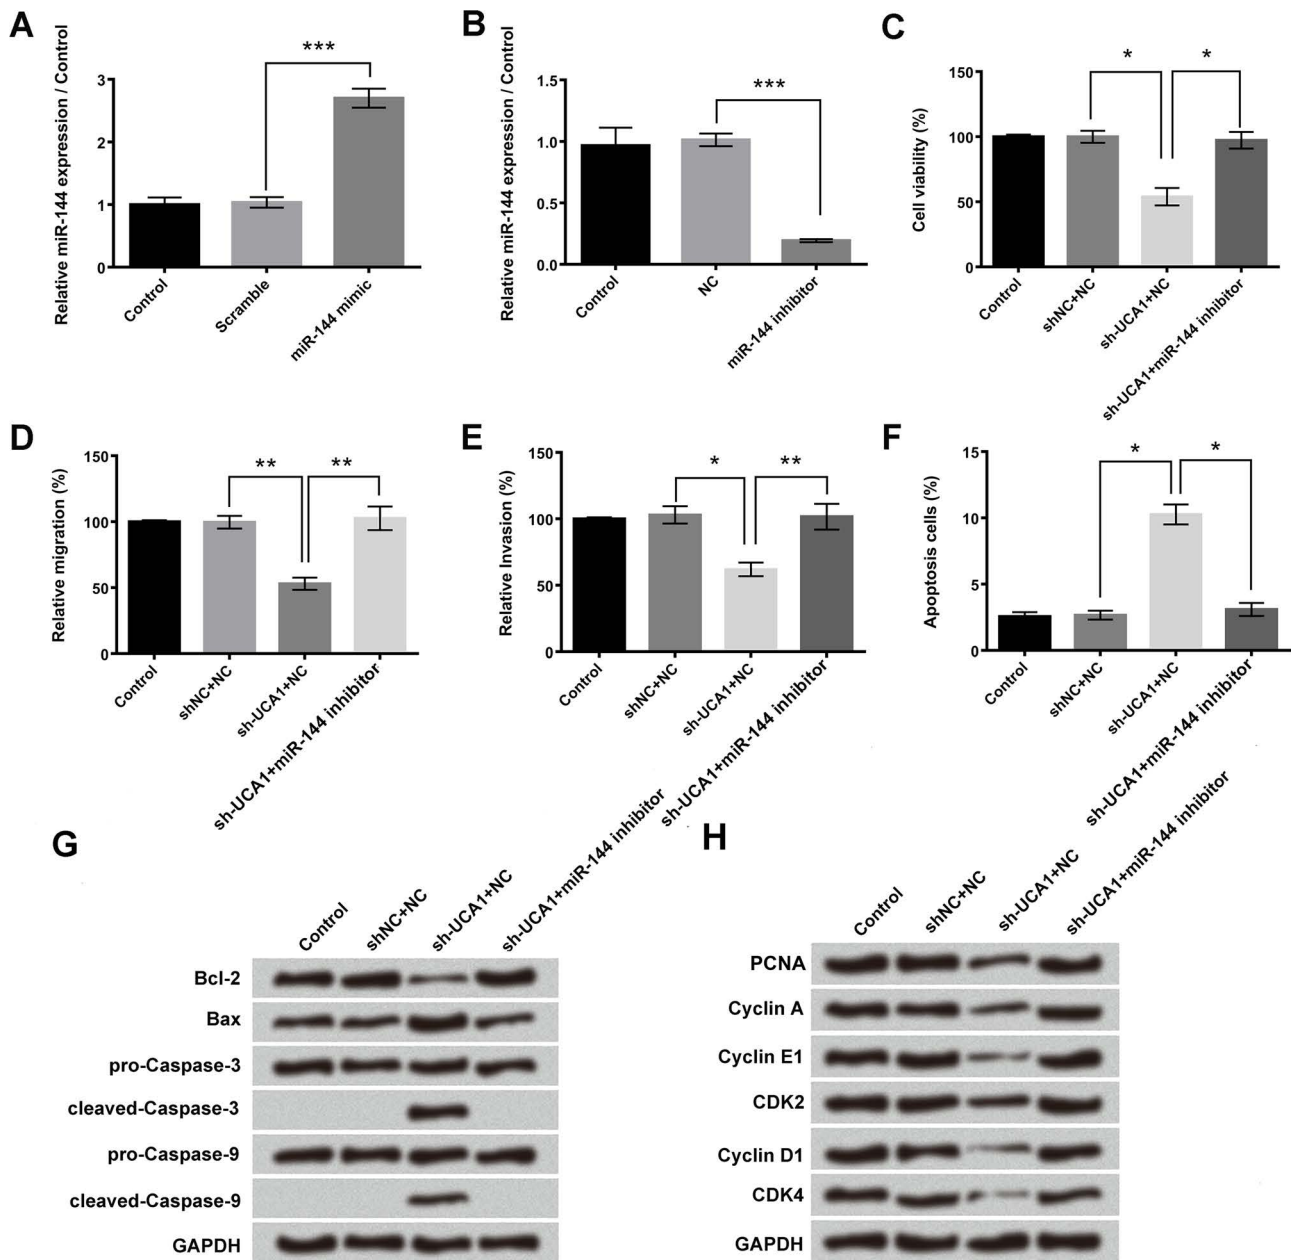 A
Relative miR-144 expression / Control
***
3
2
1
0
Control
Scramble
miR-144 mimic
B
Relative miR-144 expression / Control
***
1.5
1.0
0.5
0.0
Control
NC
miR-144 inhibitor
C
Cell viability (%)
* *
150
100
50
0
Control
shNC+NC
sh-UCA1+NC
sh-UCA1+miR-144 inhibitor
D
Relative migration (%)
** **
150
100
50
0
Control
shNC+NC
sh-UCA1+NC
sh-UCA1+miR-144 inhibitor
E
Relative Invasion (%)
* **
150
100
50
0
Control
shNC+NC
sh-UCA1+NC
sh-UCA1+miR-144 inhibitor
F
Apoptosis cells (%)
* *
15
10
5
0
Control
shNC+NC
sh-UCA1+NC
sh-UCA1+miR-144 inhibitor
G
Control
shNC+NC
sh-UCA1+NC
sh-UCA1+miR-144 inhibitor
Bcl-2
Bax
pro-Caspase-3
cleaved-Caspase-3
pro-Caspase-9
cleaved-Caspase-9
GAPDH
H
Control
shNC+NC
sh-UCA1+NC
sh-UCA1+miR-144 inhibitor
PCNA
Cyclin A
Cyclin E1
CDK2
Cyclin D1
CDK4
GAPDH